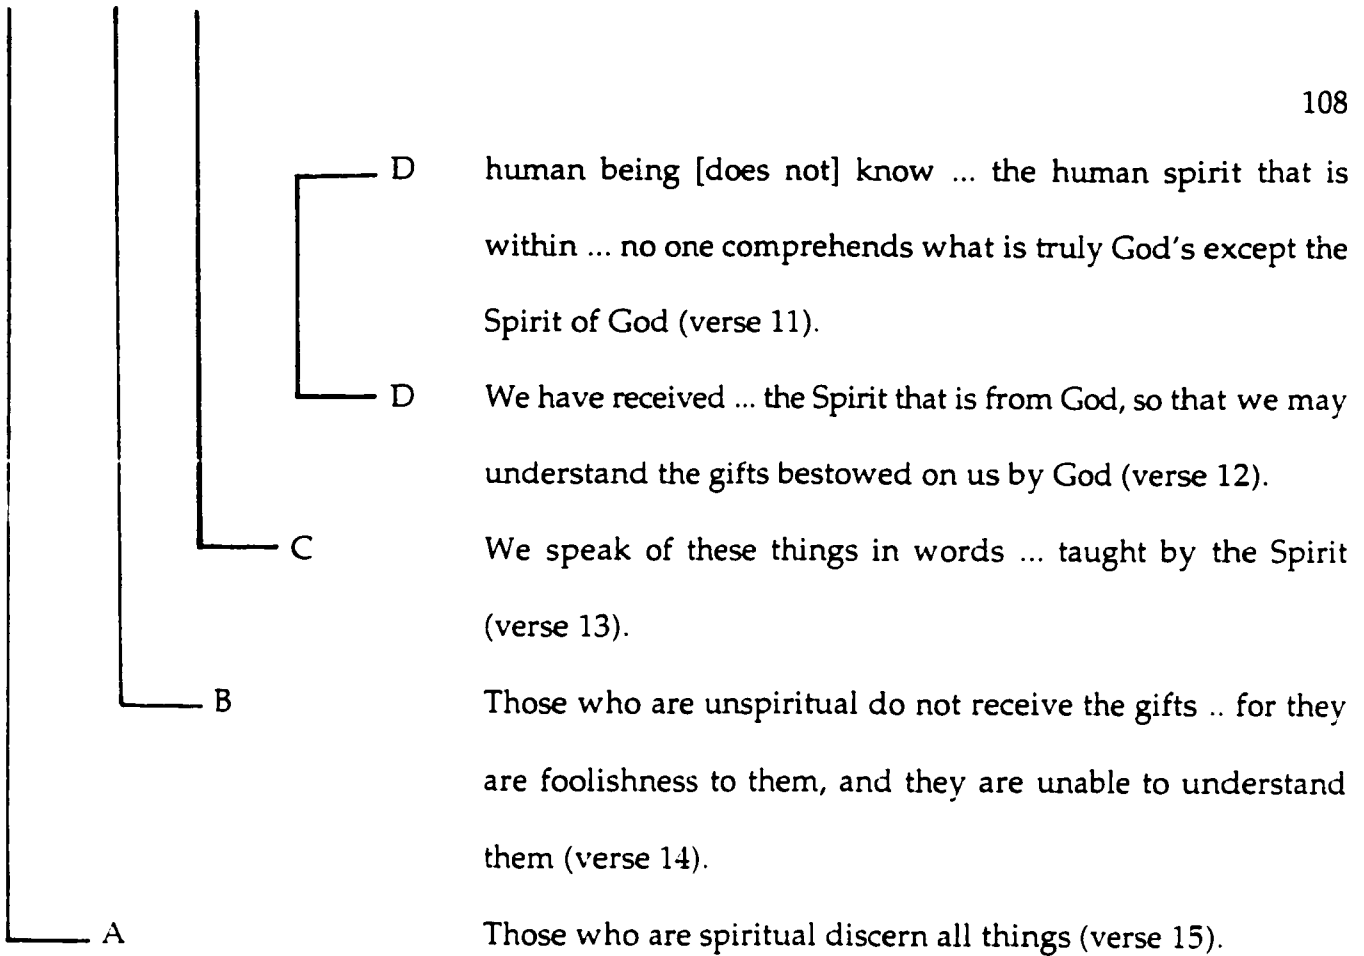 108
D human being [does not] know ... the human spirit that is
within ... no one comprehends what is truly God's except the
Spirit of God (verse 11).
D We have received ... the Spirit that is from God, so that we may
understand the gifts bestowed on us by God (verse 12).
C We speak of these things in words ... taught by the Spirit
(verse 13).
B Those who are unspiritual do not receive the gifts .. for they
are foolishness to them, and they are unable to understand
them (verse 14).
A Those who are spiritual discern all things (verse 15).